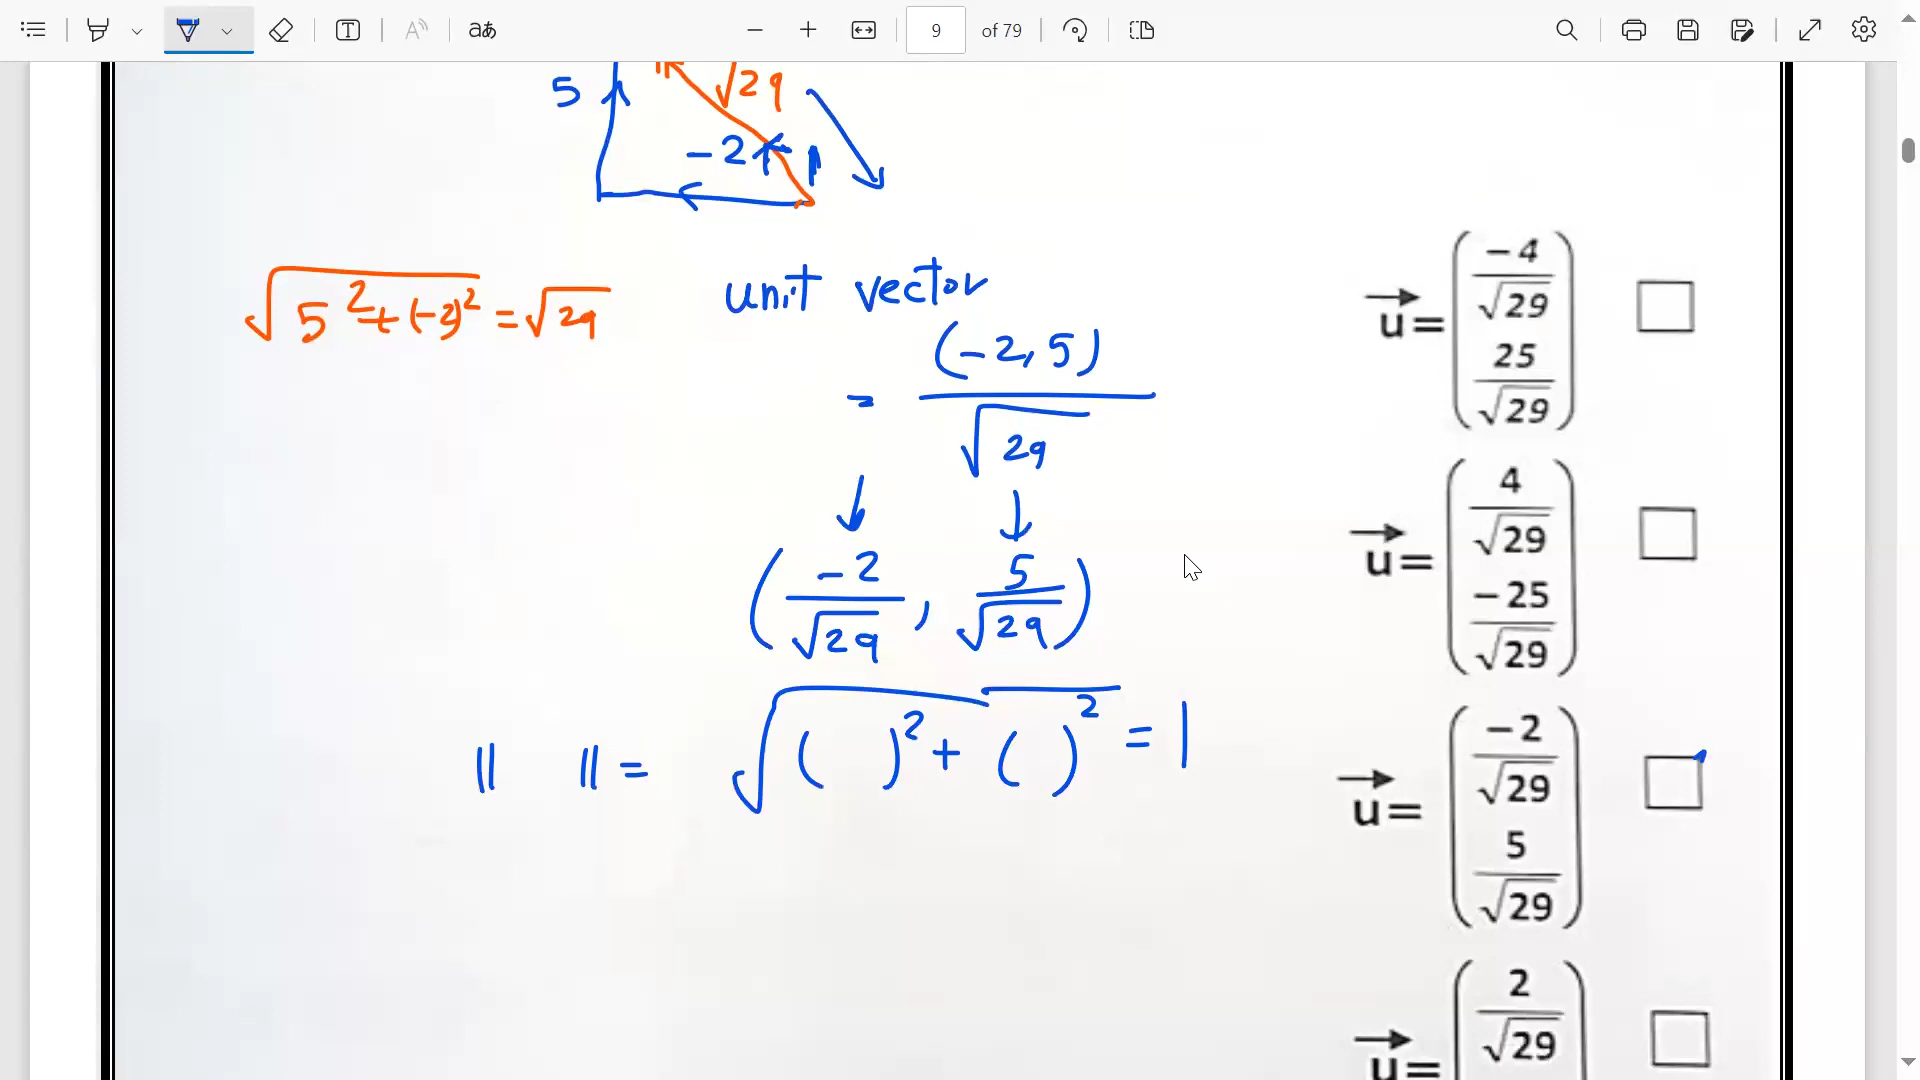 9 of 79
5
√29
-2
√5²+(-2)² = √29
unit vector
= (-2, 5) / √29
(-2/√29, 5/√29)
|| || = √( )² + ( )² = 1
u = (-4/√29 25/√29)
u = (4/√29 -25/√29)
u = (-2/√29 5/√29)
u = (2/√29